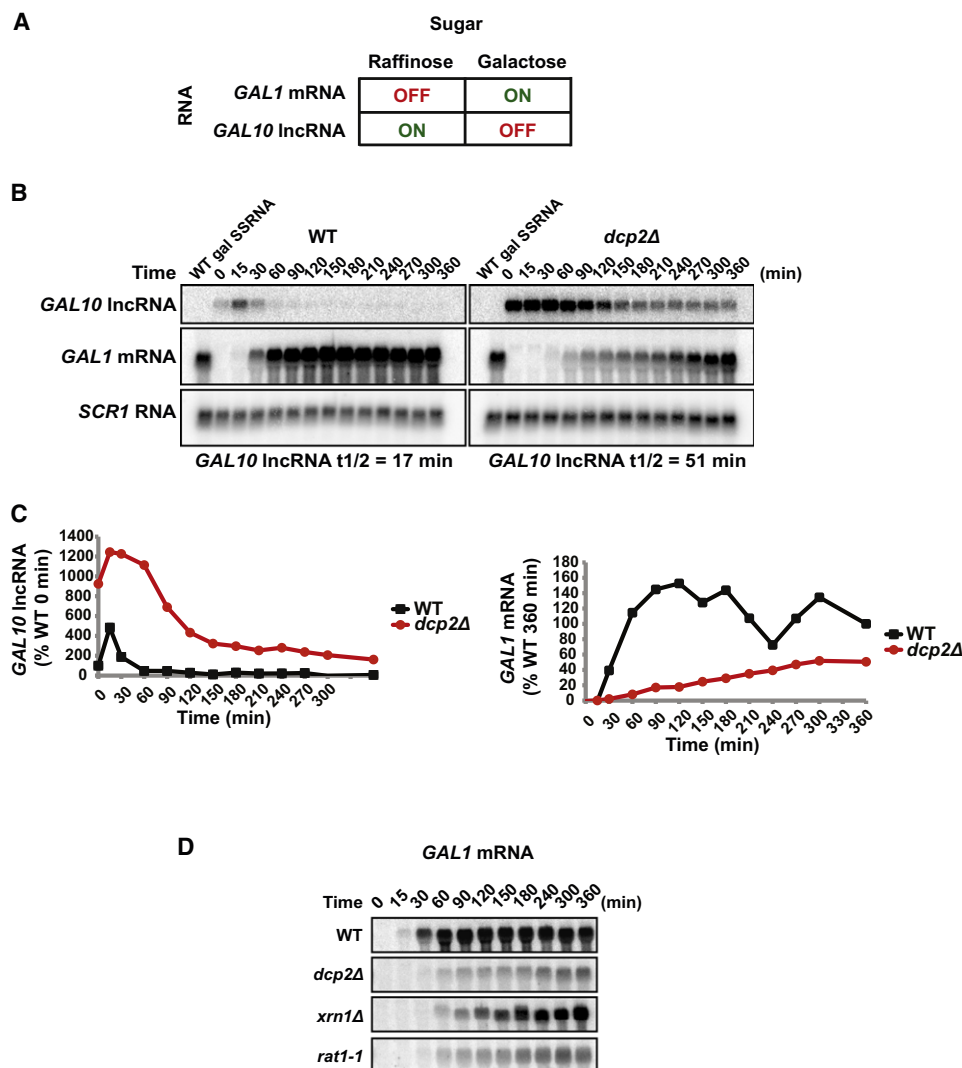 A
Sugar
Raffinose Galactose
RNA
GAL1 mRNA OFF ON
GAL10 lncRNA ON OFF
B
WT gal SSRNA WT WT gal SSRNA dcp2Δ
Time 0 15 30 60 90 120 150 180 210 240 270 300 360 0 15 30 60 90 120 150 180 210 240 270 300 360 (min)
GAL10 lncRNA
GAL1 mRNA
SCR1 RNA
GAL10 lncRNA t1/2 = 17 min GAL10 lncRNA t1/2 = 51 min
C
GAL10 lncRNA
(% WT 0 min)
1400
1200
1000
800
600
400
200
0
0 30 60 90 120 150 180 210 240 270 300
Time (min)
WT
dcp2Δ
GAL1 mRNA
(% WT 360 min)
180
160
140
120
100
80
60
40
20
0
0 30 60 90 120 150 180 210 240 270 300 330 360
Time (min)
WT
dcp2Δ
D
GAL1 mRNA
Time 0 15 30 60 90 120 150 180 240 300 360 (min)
WT
dcp2Δ
xrn1Δ
rat1-1